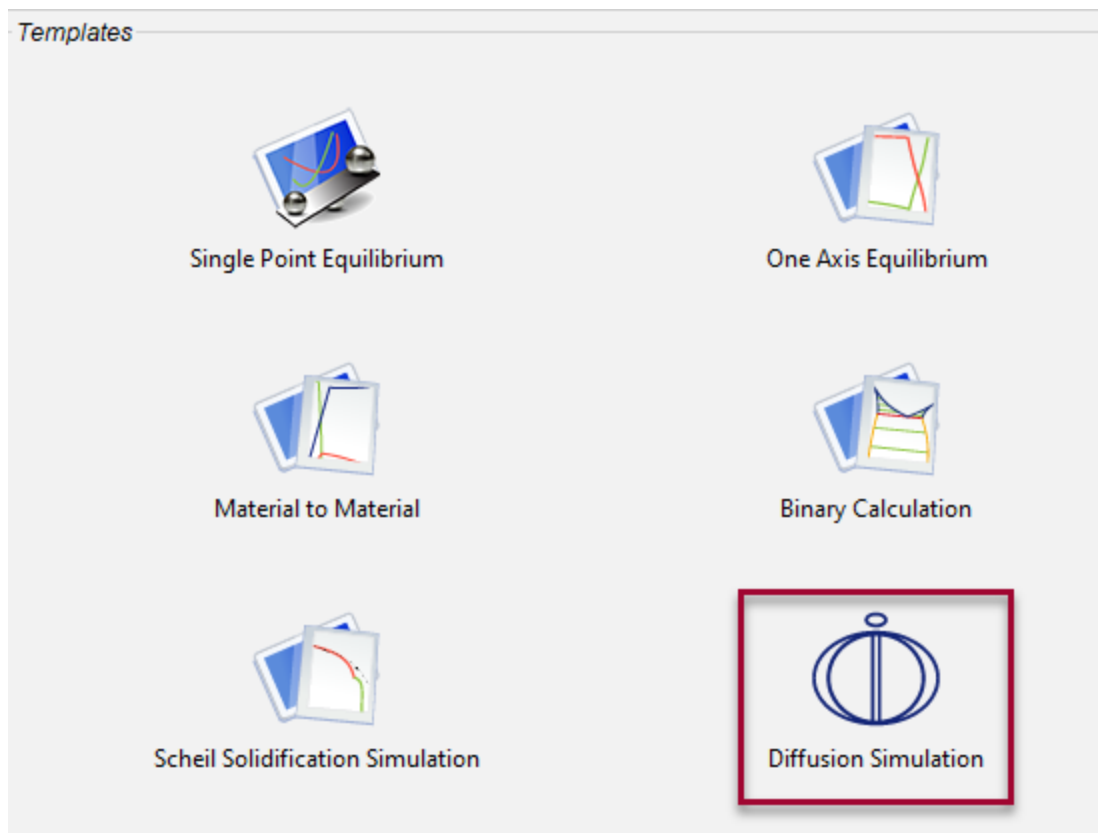 Templates
Single Point Equilibrium
One Axis Equilibrium
Material to Material
Binary Calculation
Scheil Solidification Simulation
Diffusion Simulation